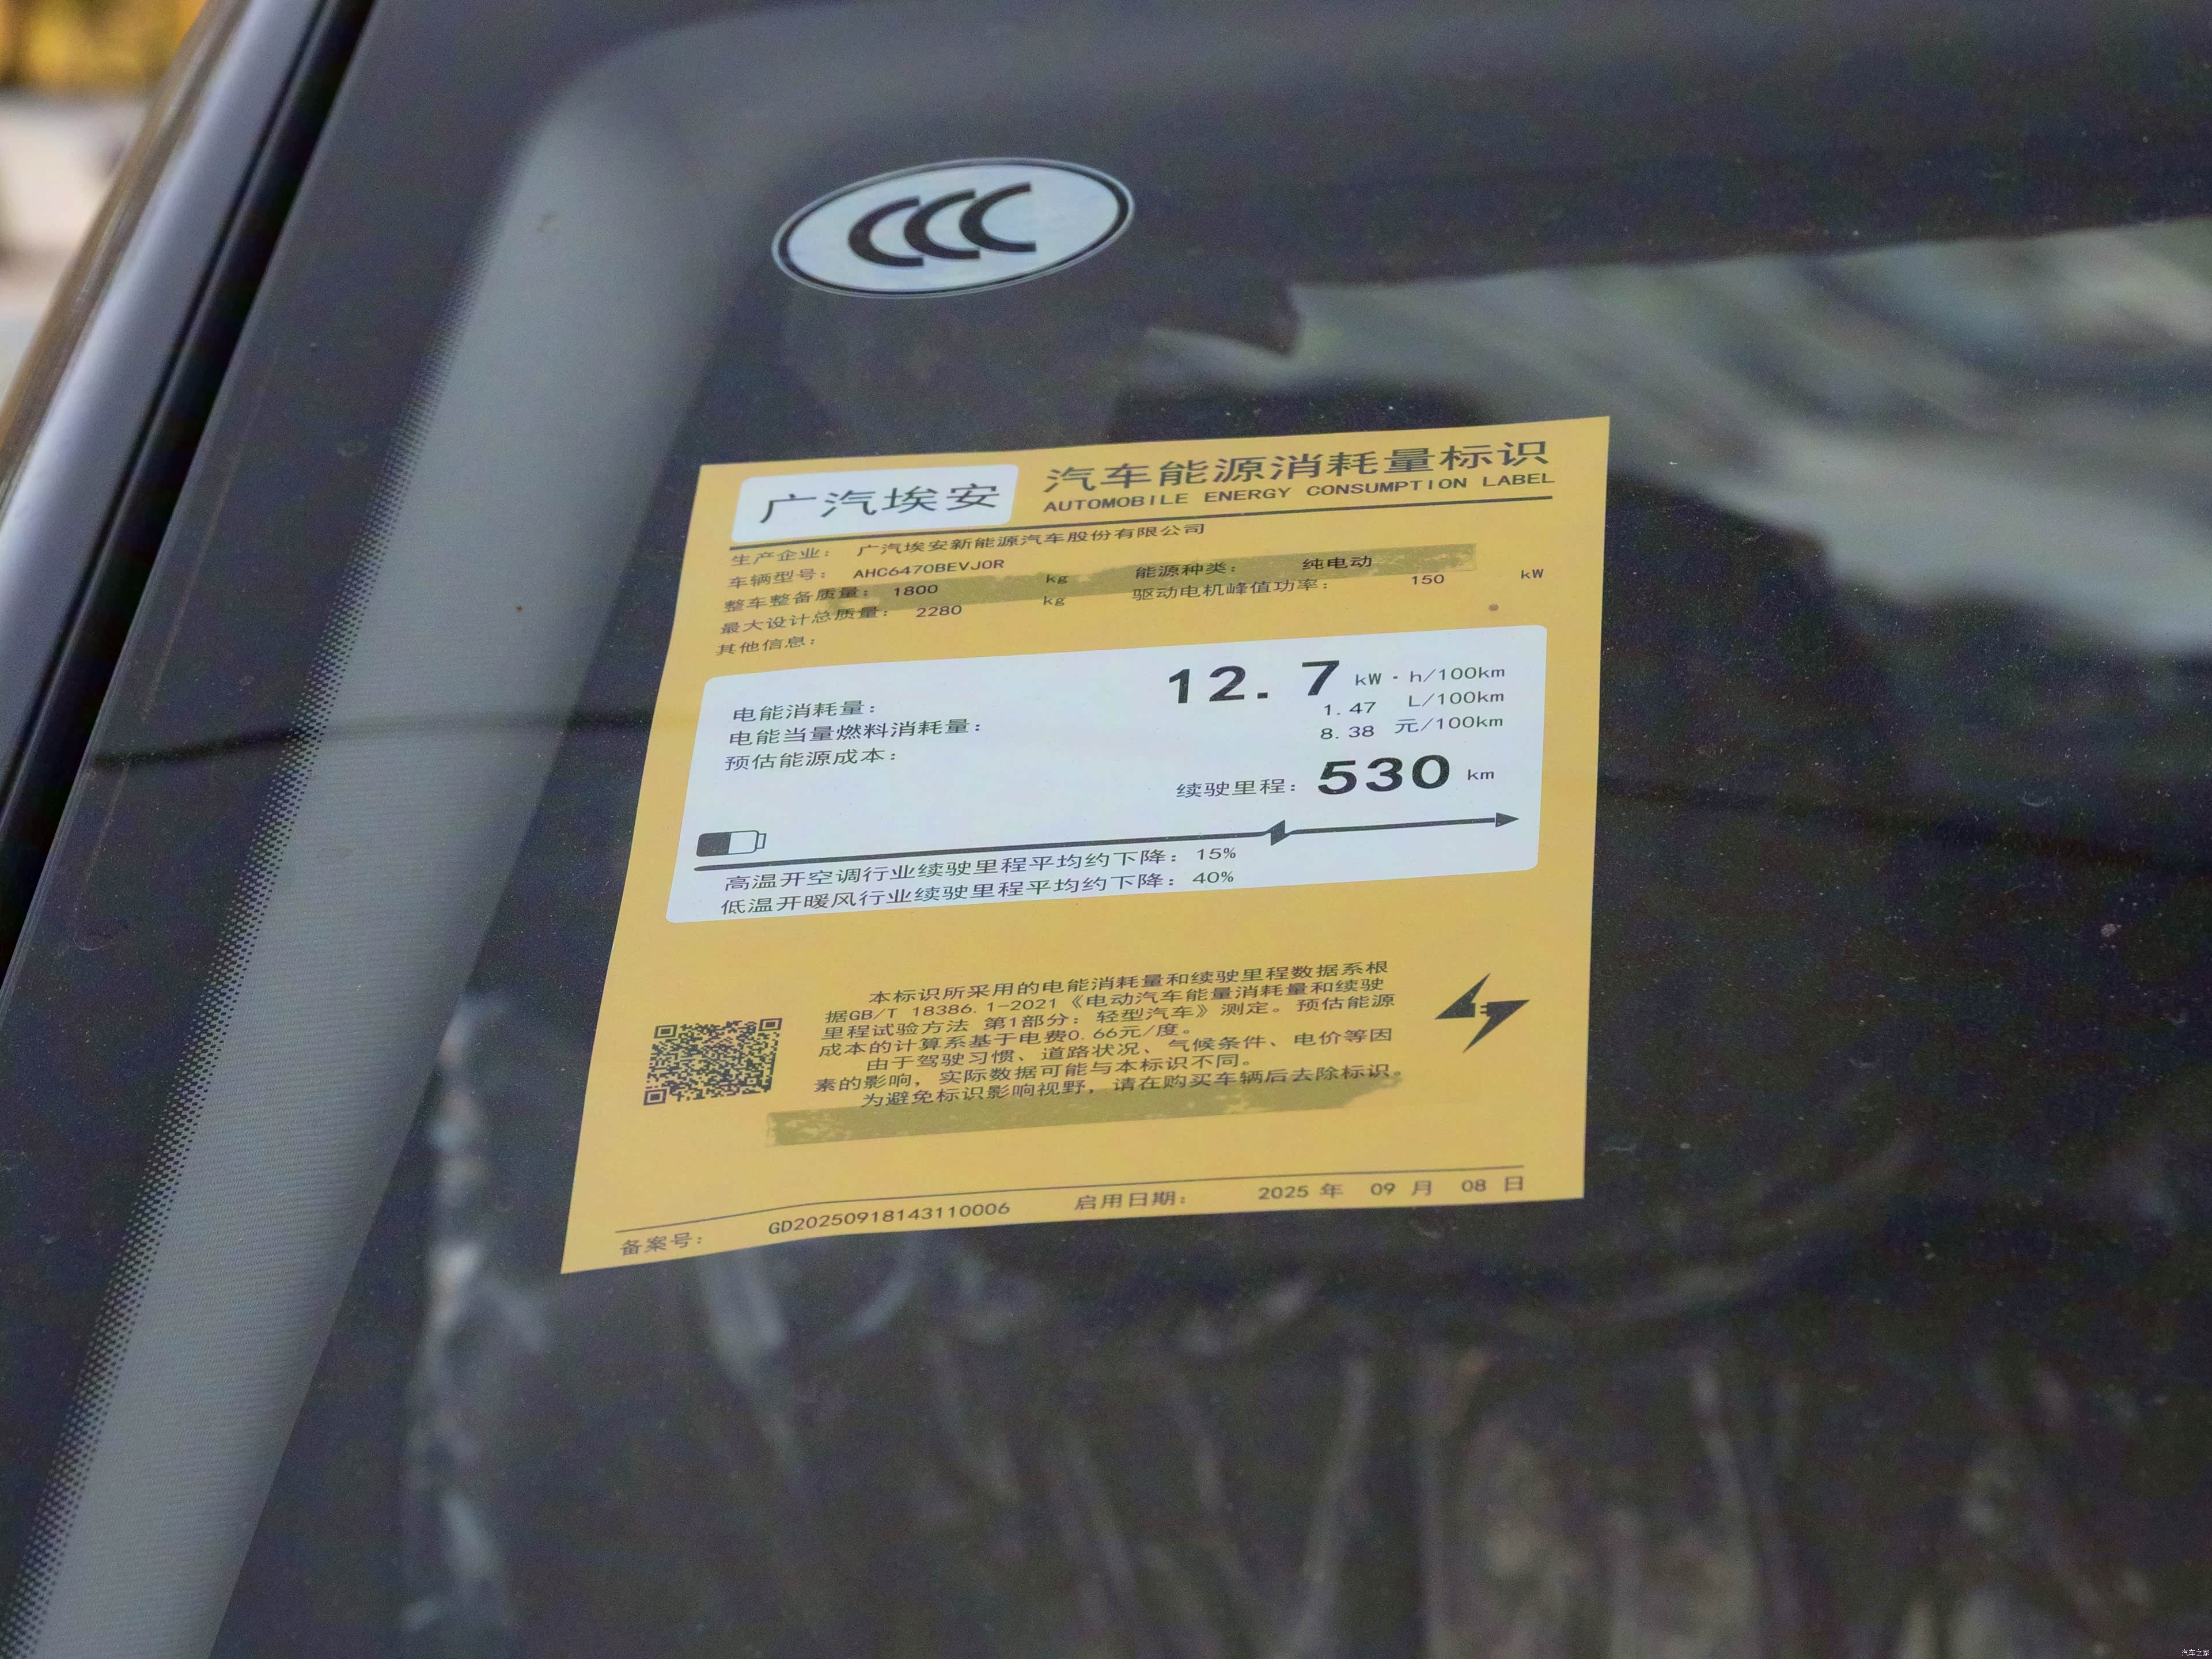 CCC
广汽埃安
汽车能源消耗量标识
AUTOMOBILE ENERGY CONSUMPTION LABEL
生产企业: 广汽埃安新能源汽车股份有限公司
车辆型号: AHC6470BEVJ0R 能源种类: 纯电动
整车整备质量: 1800 kg 驱动电机峰值功率: 150 kW
最大设计总质量: 2280 kg
其他信息:
电能消耗量: 12.7 kW·h/100km
电能当量燃料消耗量: 1.47 L/100km
预估能源成本: 8.38 元/100km
续驶里程: 530 km
高温开空调行业续驶里程平均约下降: 15%
低温开暖风行业续驶里程平均约下降: 40%
本标识所采用的电能消耗量和续驶里程数据系根
据GB/T 18386.1-2021《电动汽车能量消耗量和续驶
里程试验方法 第1部分: 轻型汽车》测定。预估能源
成本的计算系基于电费0.66元/度。
由于驾驶习惯、道路状况、气候条件、电价等因
素的影响, 实际数据可能与本标识不同。
为避免标识影响视野, 请在购买车辆后去除标识。
备案号: GD20250918143110006 启用日期: 2025 年 09 月 08 日
汽车之家